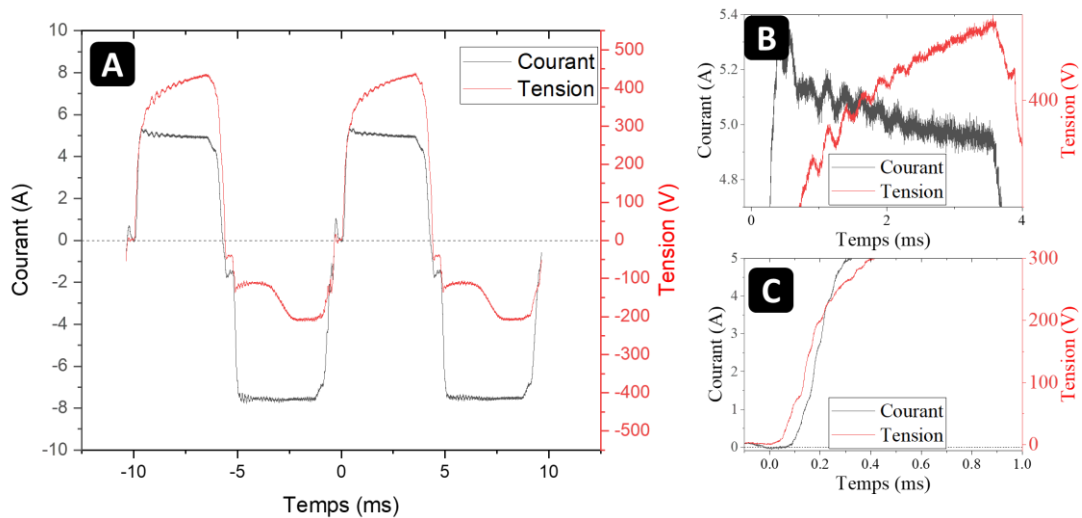 A
Courant (A)
10
8
6
4
2
0
-2
-4
-6
-8
-10
Courant
Tension
500
400
300
200
100
0
-100
-200
-300
-400
-500
Tension (V)
-10
-5
0
5
10
Temps (ms)
B
Courant (A)
5.4
5.2
5.0
4.8
Courant
Tension
400
Tension (V)
0
2
4
Temps (ms)
C
Courant (A)
5
4
3
2
1
0
Courant
Tension
300
200
100
0
Tension (V)
0.0
0.2
0.4
0.6
0.8
1.0
Temps (ms)